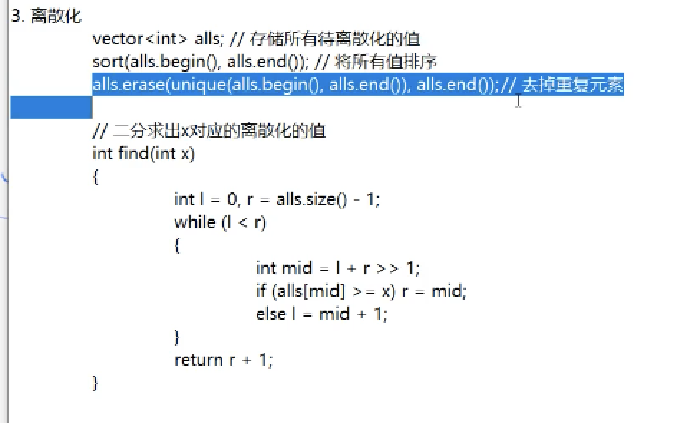 3. 离散化
vector<int> alls; // 存储所有待离散化的值
sort(alls.begin(), alls.end()); // 将所有值排序
alls.erase(unique(alls.begin(), alls.end()), alls.end());// 去掉重复元素
// 二分求出x对应的离散化的值
int find(int x)
{
int l = 0, r = alls.size() - 1;
while (l < r)
{
int mid = l + r >> 1;
if (alls[mid] >= x) r = mid;
else l = mid + 1;
}
return r + 1;
}